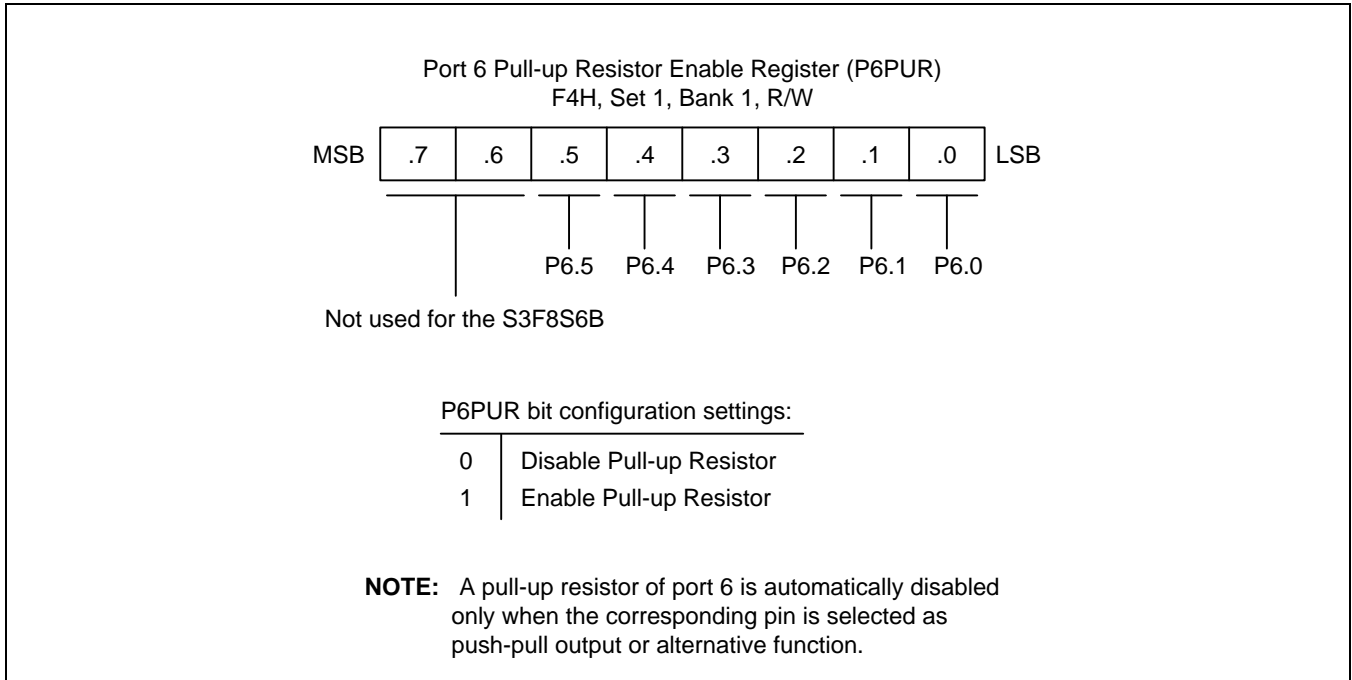 Port 6 Pull-up Resistor Enable Register (P6PUR)
F4H, Set 1, Bank 1, R/W
MSB .7 .6 .5 .4 .3 .2 .1 .0 LSB
P6.5 P6.4 P6.3 P6.2 P6.1 P6.0
Not used for the S3F8S6B
P6PUR bit configuration settings:
0 Disable Pull-up Resistor
1 Enable Pull-up Resistor
NOTE: A pull-up resistor of port 6 is automatically disabled
only when the corresponding pin is selected as
push-pull output or alternative function.